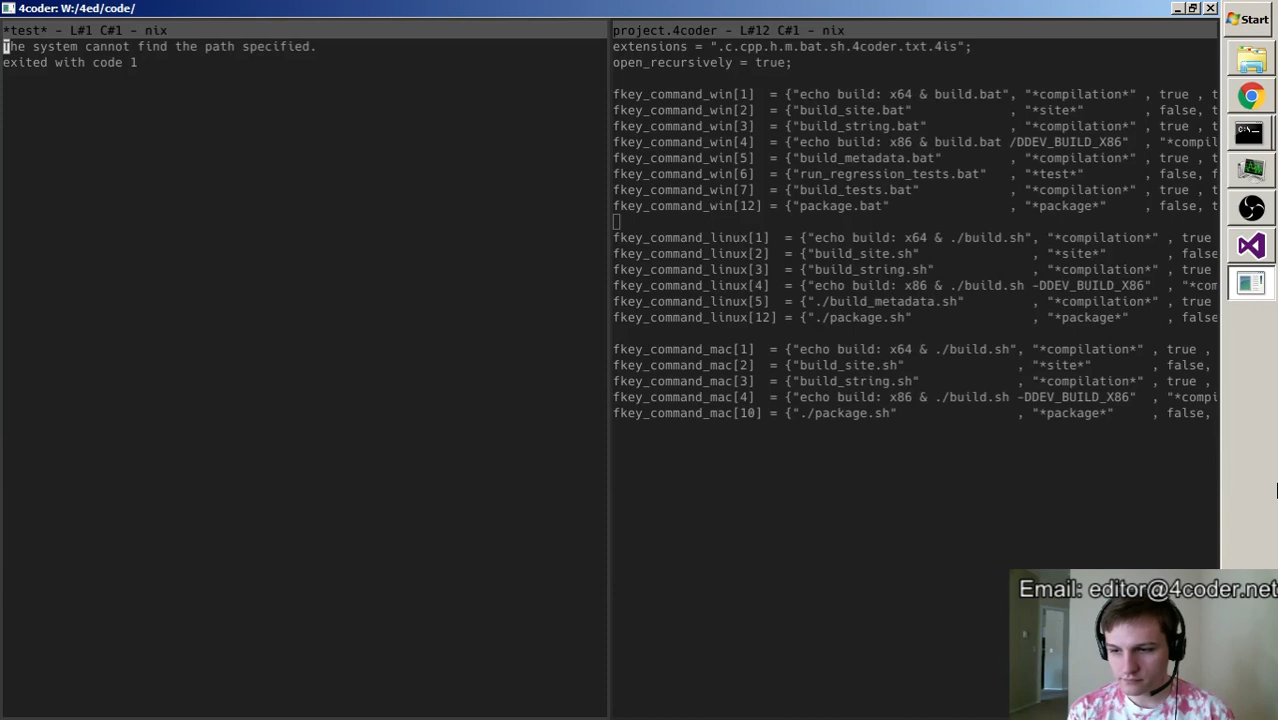 4coder: W:/4ed/code/
*test* - L#1 C#1 - nix
The system cannot find the path specified.
exited with code 1
project.4coder - L#12 C#1 - nix
extensions = ".c.cpp.h.m.bat.sh.4coder.txt.4is";
open_recursively = true;
fkey_command_win[1]  = {"echo build: x64 & build.bat", "*compilation*" , true , t
fkey_command_win[2]  = {"build_site.bat"             , "*site*"        , false, t
fkey_command_win[3]  = {"build_string.bat"           , "*compilation*" , true , t
fkey_command_win[4]  = {"echo build: x86 & build.bat /DDEV_BUILD_X86"  , "*compil
fkey_command_win[5]  = {"build_metadata.bat"         , "*compilation*" , true , t
fkey_command_win[6]  = {"run_regression_tests.bat"   , "*test*"        , false, f
fkey_command_win[7]  = {"build_tests.bat"            , "*compilation*" , true , t
fkey_command_win[12] = {"package.bat"                , "*package*"     , false, t
fkey_command_linux[1]  = {"echo build: x64 & ./build.sh", "*compilation*" , true
fkey_command_linux[2]  = {"build_site.sh"               , "*site*"        , false
fkey_command_linux[3]  = {"build_string.sh"             , "*compilation*" , true
fkey_command_linux[4]  = {"echo build: x86 & ./build.sh -DDEV_BUILD_X86"  , "*com
fkey_command_linux[5]  = {"./build_metadata.sh"         , "*compilation*" , true
fkey_command_linux[12] = {"./package.sh"                , "*package*"     , false
fkey_command_mac[1]  = {"echo build: x64 & ./build.sh", "*compilation*" , true ,
fkey_command_mac[2]  = {"build_site.sh"               , "*site*"        , false,
fkey_command_mac[3]  = {"build_string.sh"             , "*compilation*" , true ,
fkey_command_mac[4]  = {"echo build: x86 & ./build.sh -DDEV_BUILD_X86"  , "*compi
fkey_command_mac[10] = {"./package.sh"                , "*package*"     , false,
Start
Email: editor@4coder.net